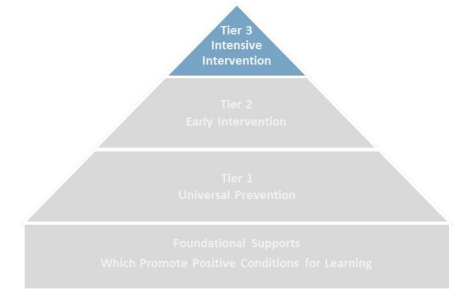 Tier 3
Intensive
Intervention
Tier 2
Early Intervention
Tier 1
Universal Prevention
Foundational Supports
Which Promote Positive Conditions for Learning